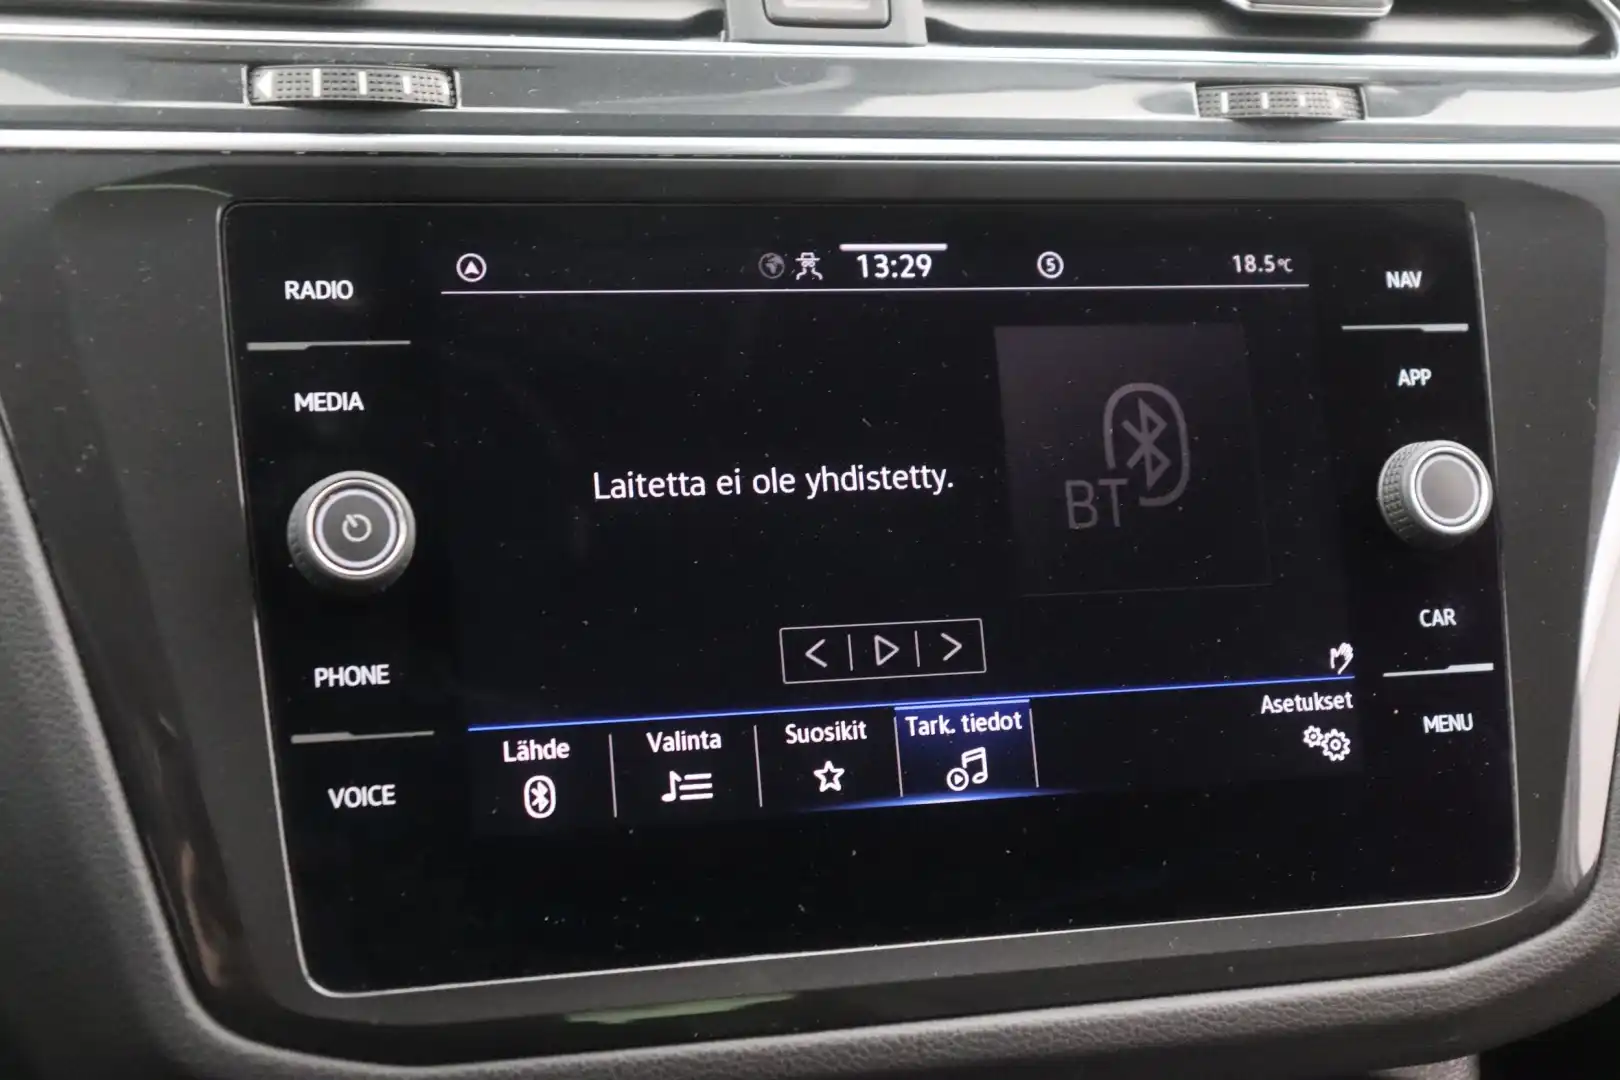 RADIO
MEDIA
PHONE
VOICE
13:29
5
18.5°C
Laitetta ei ole yhdistetty.
BT
Lähde
Valinta
Suosikit
Tark. tiedot
Asetukset
NAV
APP
CAR
MENU